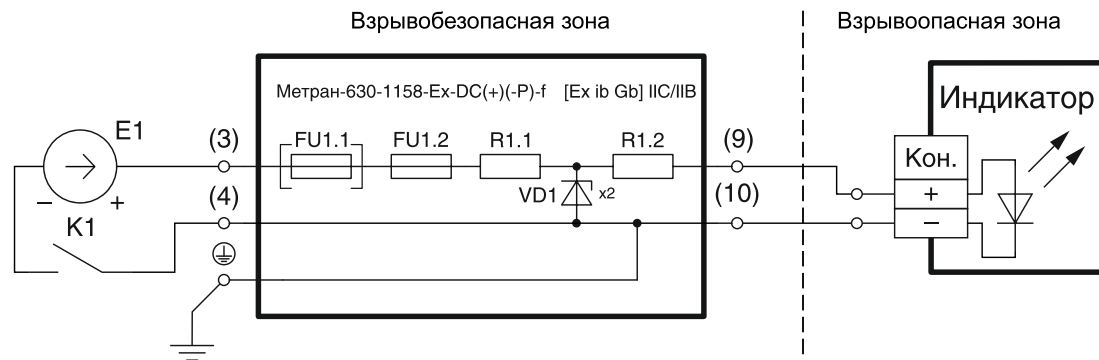 Взрывобезопасная зона
Взрывоопасная зона
Метран-630-1158-Ex-DC(+)(-P)-f [Ex ib Gb] IIC/IIB
Индикатор
E1
(3)
FU1.1
FU1.2
R1.1
R1.2
(9)
Кон.
+
−
− +
K1
(4)
VD1
x2
(10)